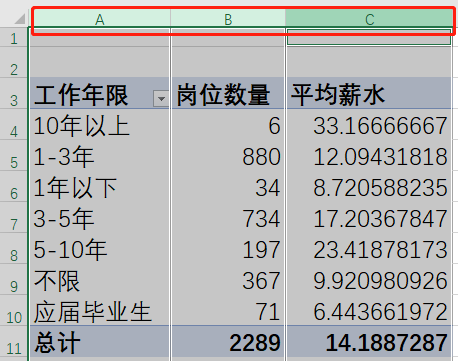 A B C
1
2
3 工作年限 岗位数量 平均薪水
4 10年以上 6 33.16666667
5 1-3年 880 12.09431818
6 1年以下 34 8.720588235
7 3-5年 734 17.20367847
8 5-10年 197 23.41878173
9 不限 367 9.920980926
10 应届毕业生 71 6.443661972
11 总计 2289 14.1887287